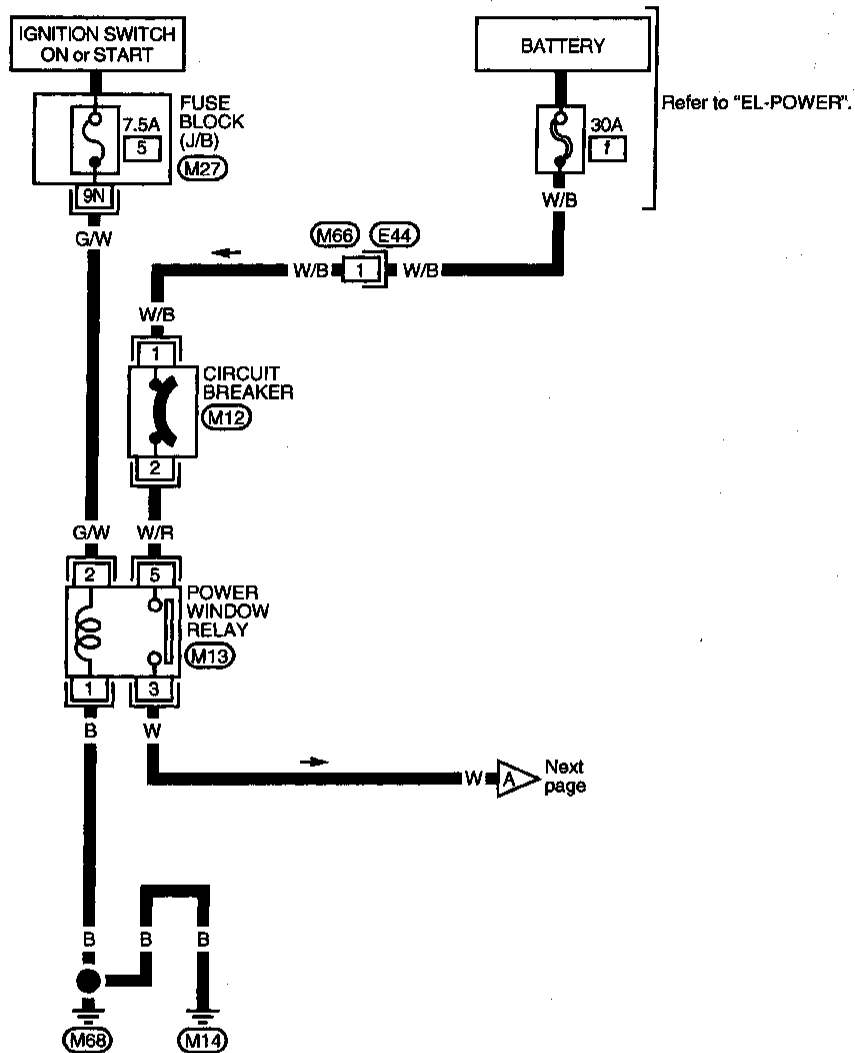 IGNITION SWITCH
ON or START
BATTERY
Refer to "EL-POWER".
FUSE
BLOCK
(J/B)
M27
7.5A
5
30A
f
9N
W/B
G/W
M66
E44
W/B
1
W/B
W/B
1
CIRCUIT
BREAKER
M12
2
G/W
W/R
2
5
POWER
WINDOW
RELAY
M13
1
3
B
W
W
A
Next
page
B
B
B
M68
M14